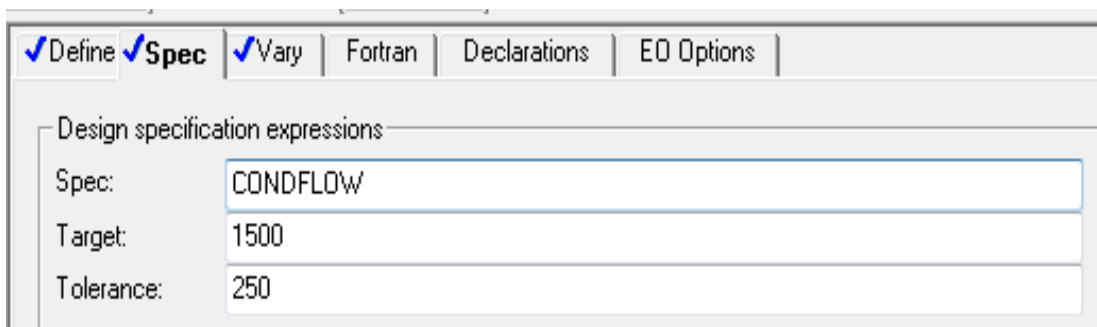 Define Spec Vary Fortran Declarations EO Options
Design specification expressions
Spec: CONDFLOW
Target: 1500
Tolerance: 250